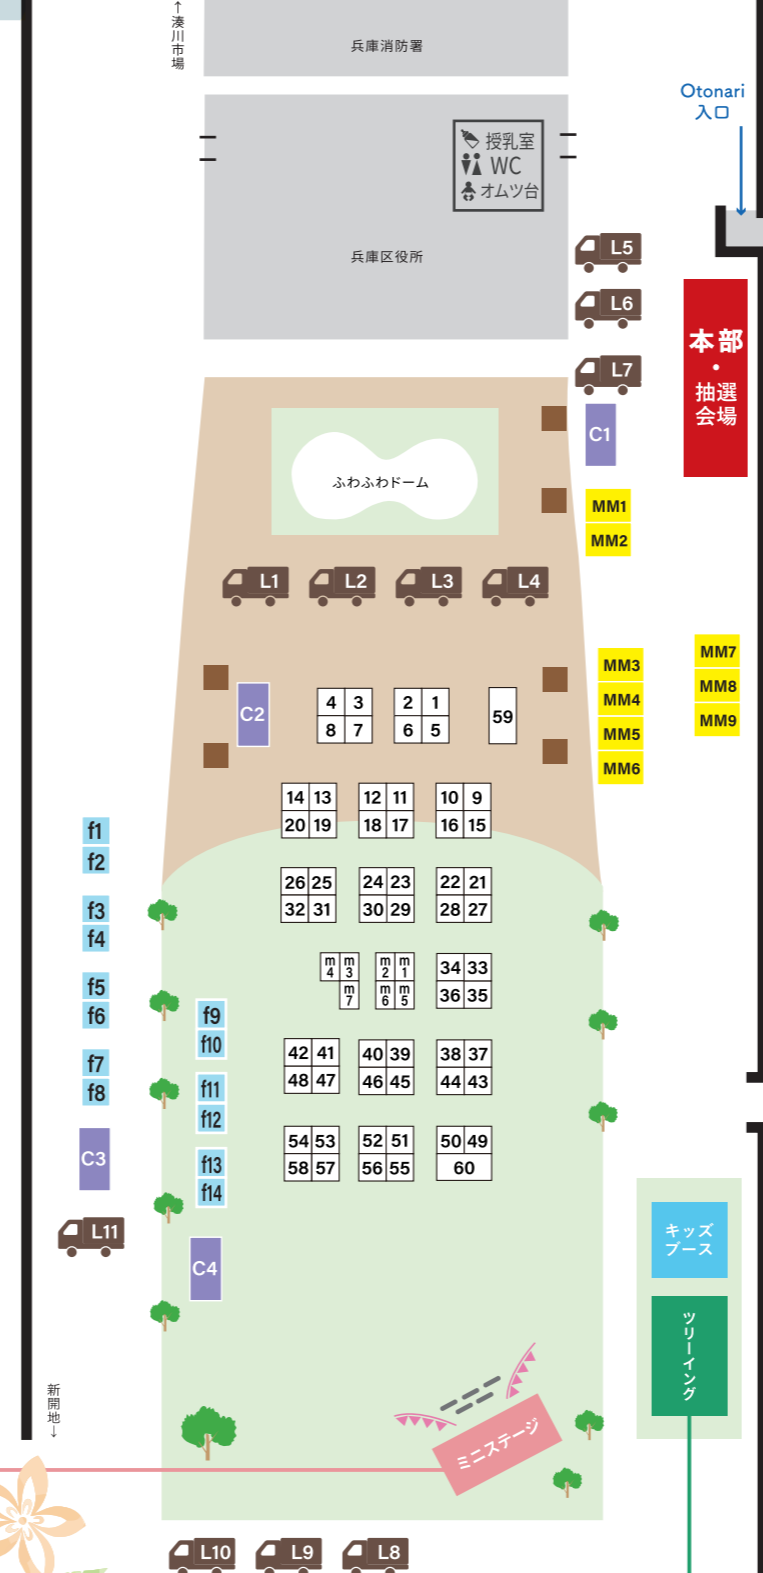 ↑湊川市場
兵庫消防署
Otonari
入口
授乳室
WC
オムツ台
兵庫区役所
L5
L6
L7
本部
・
抽選
会場
C1
ふわふわドーム
MM1
MM2
L1 L2 L3 L4
MM3
MM4
MM5
MM6
MM7
MM8
MM9
C2
4 3 2 1
8 7 6 5
59
14 13 12 11 10 9
20 19 18 17 16 15
f1
f2
26 25 24 23 22 21
32 31 30 29 28 27
f3
f4
m4 m3 m2 m1 34 33
m7 m6 m5 36 35
f5
f6
f9
f10
42 41 40 39 38 37
48 47 46 45 44 43
f7
f8
f11
f12
54 53 52 51 50 49
58 57 56 55 60
C3
f13
f14
L11
C4
キッズ
ブース
ツリーイング
新開地↓
ミニステージ
L10 L9 L8